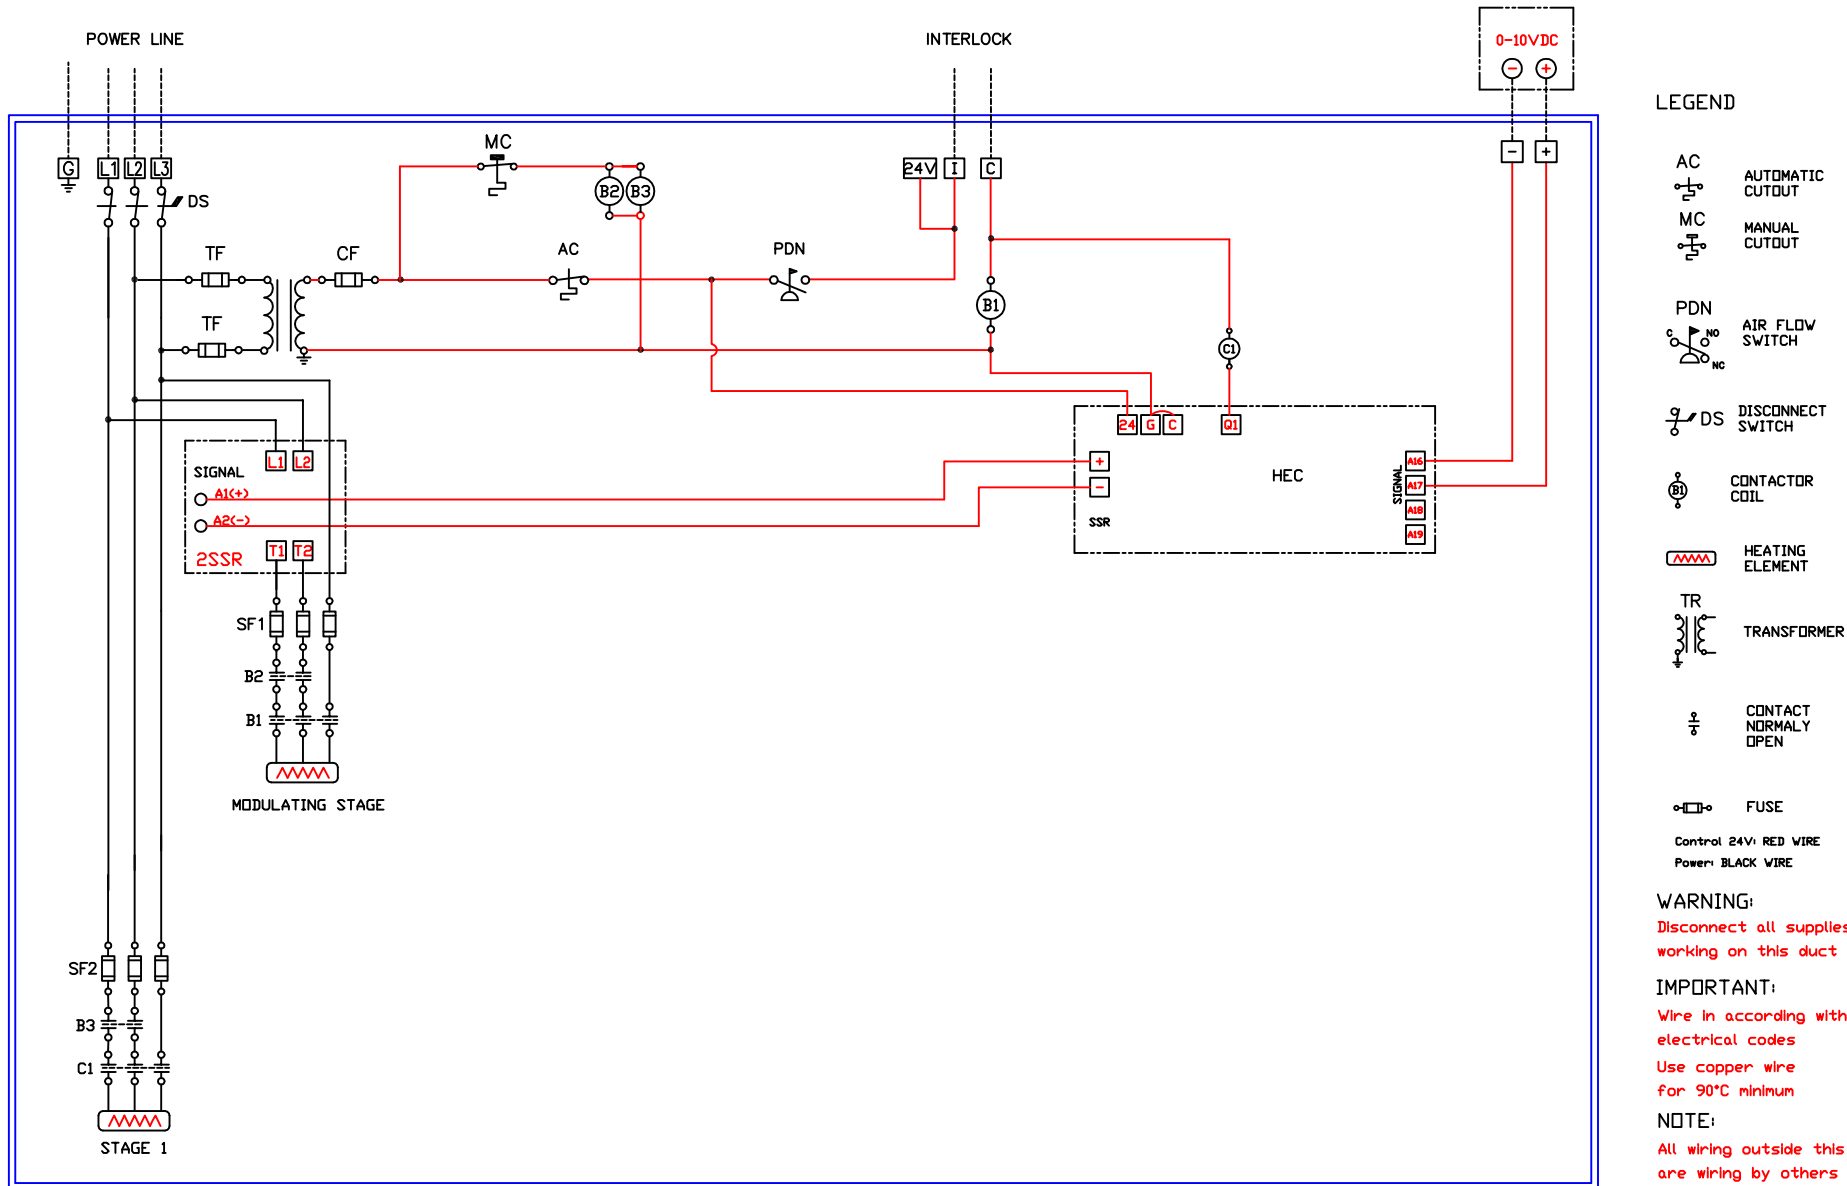 POWER LINE
INTERLOCK
0-10VDC
- +
G L1 L2 L3
DS
MC
B2 B3
24V I C
- +
TF
CF
AC
PDN
B1
TF
C1
24 G C Q1
L1 L2
SIGNAL
A1(+)
A2(-)
T1 T2
2SSR
+
-
SSR
HEC
SIGNAL
A16
A17
A18
A19
SF1
B2
B1
MODULATING STAGE
SF2
B3
C1
STAGE 1
LEGEND
AC
AUTOMATIC
CUTOUT
MC
MANUAL
CUTOUT
PDN
C NO
NC
AIR FLOW
SWITCH
DS
DISCONNECT
SWITCH
B1
CONTACTOR
COIL
HEATING
ELEMENT
TR
TRANSFORMER
CONTACT
NORMALY
OPEN
FUSE
Control 24V: RED WIRE
Power: BLACK WIRE
WARNING:
Disconnect all supplies
working on this duct
IMPORTANT:
Wire in according with
electrical codes
Use copper wire
for 90°C minimum
NOTE:
All wiring outside this
are wiring by others